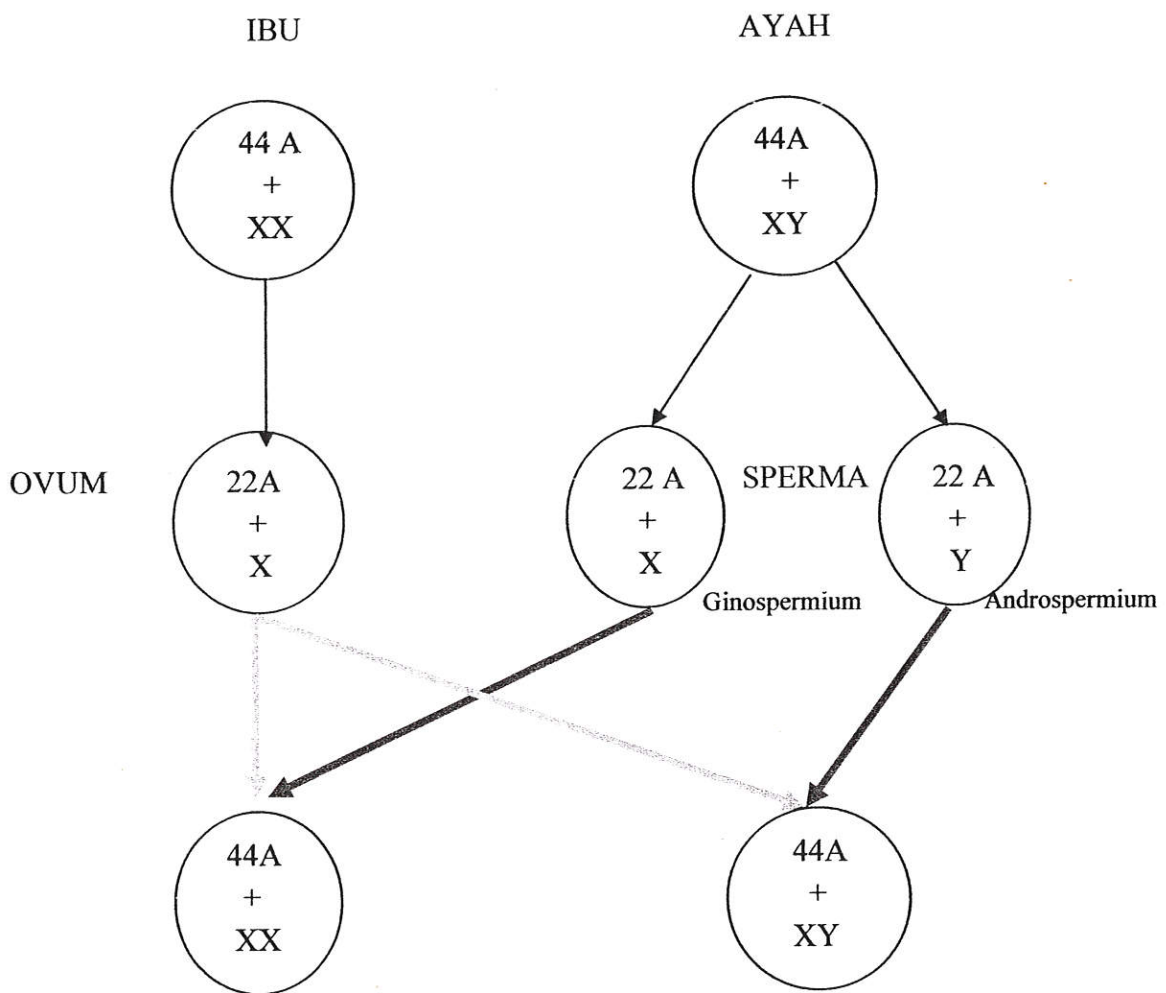 IBU
AYAH
44 A
+
XX
44A
+
XY
OVUM
22A
+
X
22 A
+
X
SPERMA
22 A
+
Y
Ginospermium
Androspermium
44A
+
XX
44A
+
XY